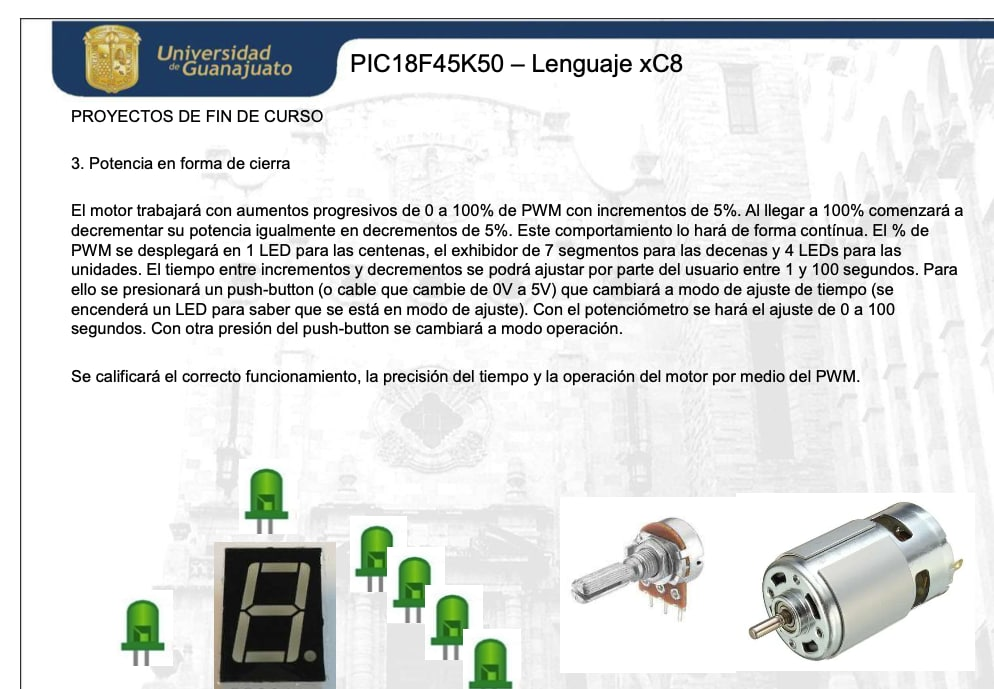 Universidad
de Guanajuato
PIC18F45K50 – Lenguaje xC8
PROYECTOS DE FIN DE CURSO
3. Potencia en forma de cierra
El motor trabajará con aumentos progresivos de 0 a 100% de PWM con incrementos de 5%. Al llegar a 100% comenzará a
decrementar su potencia igualmente en decrementos de 5%. Este comportamiento lo hará de forma contínua. El % de
PWM se desplegará en 1 LED para las centenas, el exhibidor de 7 segmentos para las decenas y 4 LEDs para las
unidades. El tiempo entre incrementos y decrementos se podrá ajustar por parte del usuario entre 1 y 100 segundos. Para
ello se presionará un push-button (o cable que cambie de 0V a 5V) que cambiará a modo de ajuste de tiempo (se
encenderá un LED para saber que se está en modo de ajuste). Con el potenciómetro se hará el ajuste de 0 a 100
segundos. Con otra presión del push-button se cambiará a modo operación.
Se calificará el correcto funcionamiento, la precisión del tiempo y la operación del motor por medio del PWM.